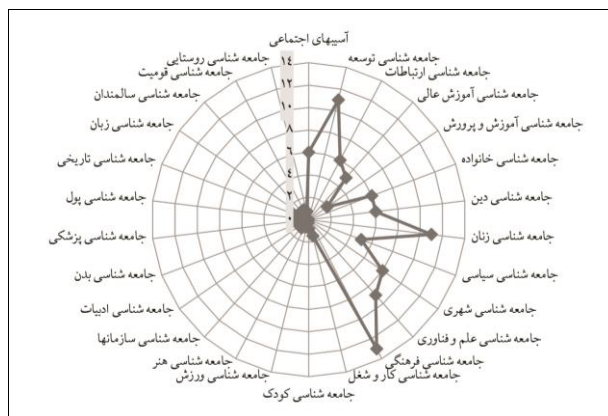 آسیبهای اجتماعی
جامعه شناسی توسعه
جامعه شناسی ارتباطات
جامعه شناسی آموزش عالی
جامعه شناسی آموزش و پرورش
جامعه شناسی خانواده
جامعه شناسی دین
جامعه شناسی زنان
جامعه شناسی سیاسی
جامعه شناسی شهری
جامعه شناسی علم و فناوری
جامعه شناسی فرهنگی
جامعه شناسی کار و شغل
جامعه شناسی کودک
جامعه شناسی ورزش
جامعه شناسی هنر
جامعه شناسی سازمانها
جامعه شناسی ادبیات
جامعه شناسی بدن
جامعه شناسی پزشکی
جامعه شناسی پول
جامعه شناسی تاریخی
جامعه شناسی زبان
جامعه شناسی سالمندان
جامعه شناسی قومیت
جامعه شناسی روستایی
۱۴
۱۲
۱۰
۸
۶
۴
۲
۰